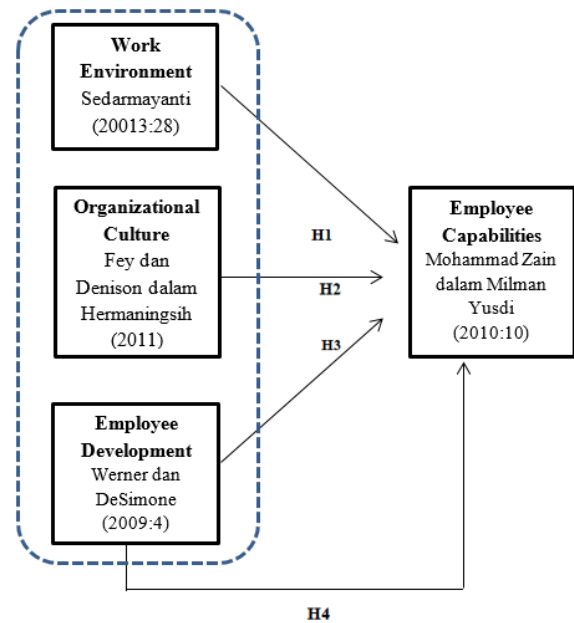 Work
Environment
Sedarmayanti
(20013:28)
Organizational
Culture
Fey dan
Denison dalam
Hermaningsih
(2011)
Employee
Development
Werner dan
DeSimone
(2009:4)
H1
H2
H3
Employee
Capabilities
Mohammad Zain
dalam Milman
Yusdi
(2010:10)
H4